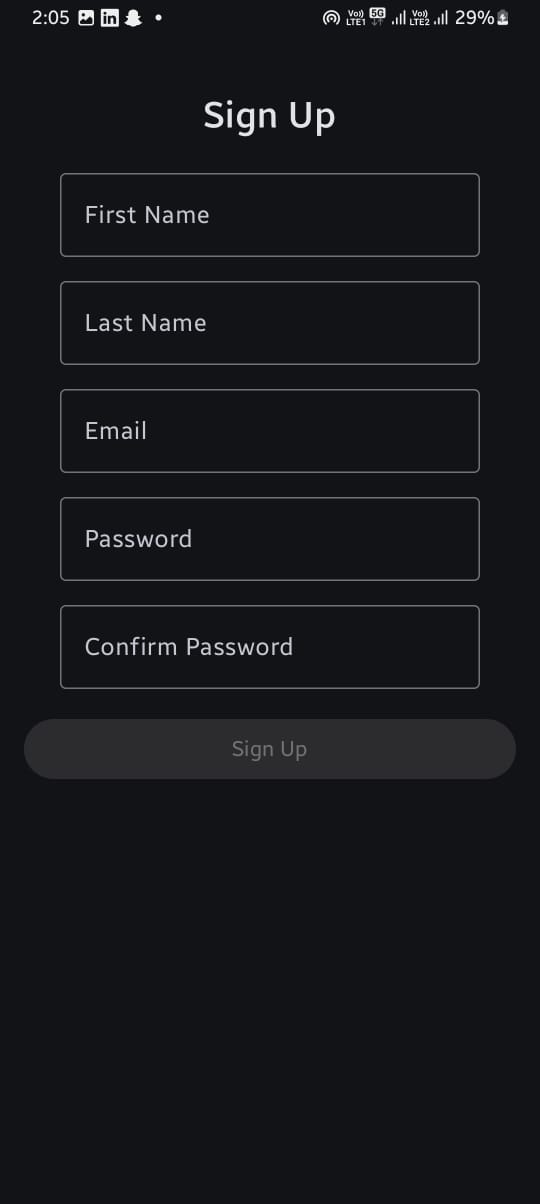 2:05 in Vo)) LTE1 5G Vo)) LTE2 29%
Sign Up
First Name
Last Name
Email
Password
Confirm Password
Sign Up